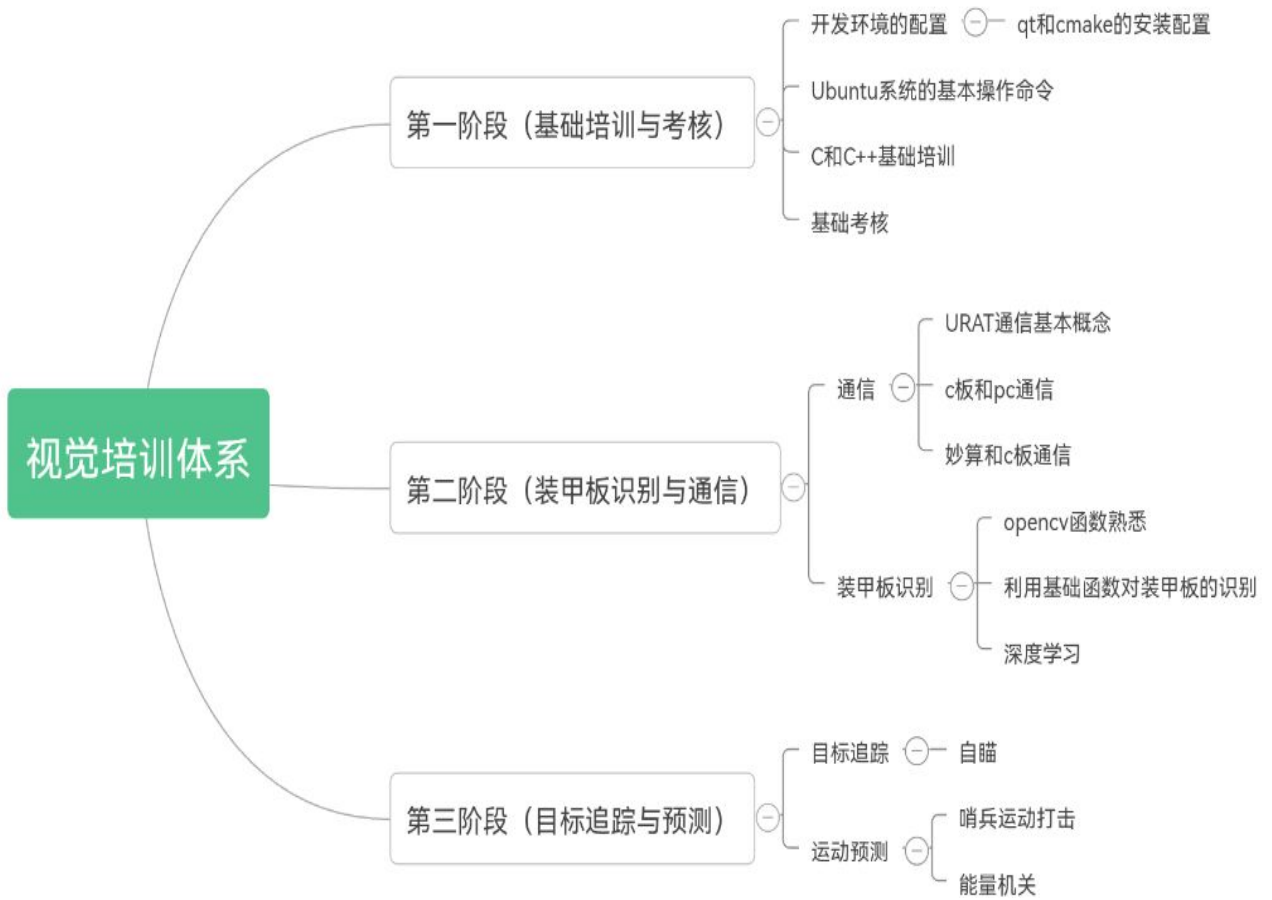 视觉培训体系
第一阶段（基础培训与考核）
开发环境的配置
qt和cmake的安装配置
Ubuntu系统的基本操作命令
C和C++基础培训
基础考核
第二阶段（装甲板识别与通信）
通信
URAT通信基本概念
c板和pc通信
妙算和c板通信
装甲板识别
opencv函数熟悉
利用基础函数对装甲板的识别
深度学习
第三阶段（目标追踪与预测）
目标追踪
自瞄
运动预测
哨兵运动打击
能量机关